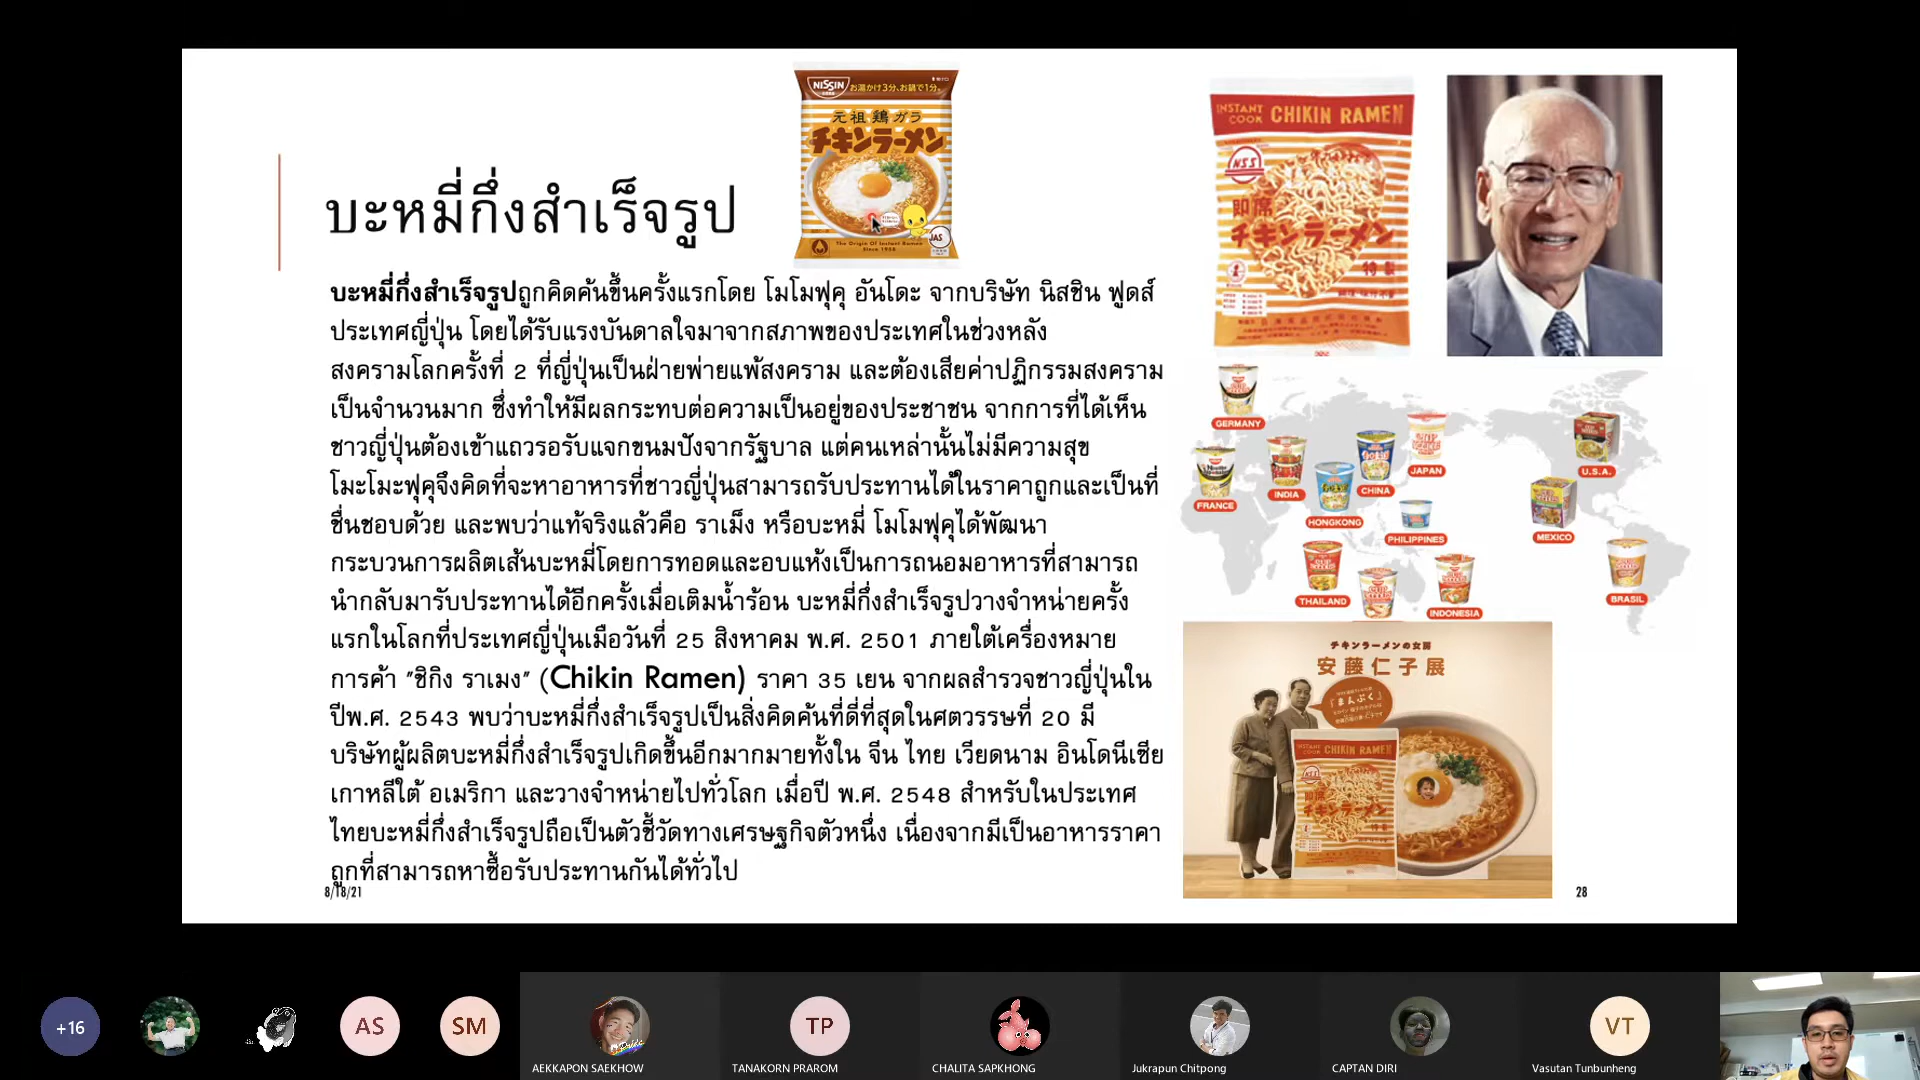 NISSIN
お湯かけ3分、お鍋で1分。
元祖鶏ガラ
チキンラーメン
The Origin Of Instant Ramen
Since 1958
JAS
INSTANT COOK CHIKIN RAMEN
NSS
即席
チキンラーメン
特製
บะหมี่กึ่งสำเร็จรูป
บะหมี่กึ่งสำเร็จรูปถูกคิดค้นขึ้นครั้งแรกโดย โมโมฟุคุ อันโดะ จากบริษัท นิสชิน ฟูดส์
ประเทศญี่ปุ่น โดยได้รับแรงบันดาลใจมาจากสภาพของประเทศในช่วงหลัง
สงครามโลกครั้งที่ 2 ที่ญี่ปุ่นเป็นฝ่ายพ่ายแพ้สงคราม และต้องเสียค่าปฏิกรรมสงคราม
เป็นจำนวนมาก ซึ่งทำให้มีผลกระทบต่อความเป็นอยู่ของประชาชน จากการที่ได้เห็น
ชาวญี่ปุ่นต้องเข้าแถวรอรับแจกขนมปังจากรัฐบาล แต่คนเหล่านั้นไม่มีความสุข
โมะโมะฟุคุจึงคิดที่จะหาอาหารที่ชาวญี่ปุ่นสามารถรับประทานได้ในราคาถูกและเป็นที่
ชื่นชอบด้วย และพบว่าแท้จริงแล้วคือ ราเม็ง หรือบะหมี่ โมโมฟุคุได้พัฒนา
กระบวนการผลิตเส้นบะหมี่โดยการทอดและอบแห้งเป็นการถนอมอาหารที่สามารถ
นำกลับมารับประทานได้อีกครั้งเมื่อเติมน้ำร้อน บะหมี่กึ่งสำเร็จรูปวางจำหน่ายครั้ง
แรกในโลกที่ประเทศญี่ปุ่นเมือวันที่ 25 สิงหาคม พ.ศ. 2501 ภายใต้เครื่องหมาย
การค้า "ชิกิง ราเมง" (Chikin Ramen) ราคา 35 เยน จากผลสำรวจชาวญี่ปุ่นใน
ปีพ.ศ. 2543 พบว่าบะหมี่กึ่งสำเร็จรูปเป็นสิ่งคิดค้นที่ดีที่สุดในศตวรรษที่ 20 มี
บริษัทผู้ผลิตบะหมี่กึ่งสำเร็จรูปเกิดขึ้นอีกมากมายทั้งใน จีน ไทย เวียดนาม อินโดนีเซีย
เกาหลีใต้ อเมริกา และวางจำหน่ายไปทั่วโลก เมื่อปี พ.ศ. 2548 สำหรับในประเทศ
ไทยบะหมี่กึ่งสำเร็จรูปถือเป็นตัวชี้วัดทางเศรษฐกิจตัวหนึ่ง เนื่องจากมีเป็นอาหารราคา
ถูกที่สามารถหาซื้อรับประทานกันได้ทั่วไป
8/18/21
GERMANY
FRANCE
INDIA
HONGKONG
CHINA
JAPAN
PHILIPPINES
THAILAND
INDONESIA
U.S.A.
MEXICO
BRASIL
チキンラーメンの女房
安藤仁子展
『まんぷく』
INSTANT COOK CHIKIN RAMEN
NSS
即席
チキンラーメン
特製
28
+16
AS
SM
AEKKAPON SAEKHOW
TP
TANAKORN PRAROM
CHALITA SAPKHONG
Jukrapun Chitpong
CAPTAN DIRI
VT
Vasutan Tunbunheng